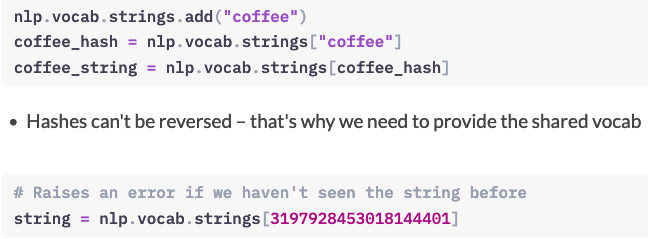 nlp.vocab.strings.add("coffee")
coffee_hash = nlp.vocab.strings["coffee"]
coffee_string = nlp.vocab.strings[coffee_hash]
• Hashes can't be reversed – that's why we need to provide the shared vocab
# Raises an error if we haven't seen the string before
string = nlp.vocab.strings[3197928453018144401]